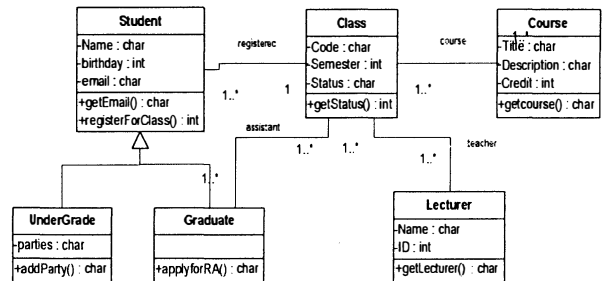 Student
-Name : char
-birthday : int
-email : char
+getEmail() : char
+registerForClass() : int
registerec
1..*
1
Class
-Code : char
-Semester : int
-Status : char
+getStatus() : int
course
1..*
1..*
Course
-Title : char
-Description : char
-Credit : int
+getcourse() : char
assistant
1..*
1..*
1..*
teacher
1..*
UnderGrade
-parties : char
+addParty() : char
Graduate
+applyforRA() : char
Lecturer
-Name : char
-ID : int
+getLecturer() : char